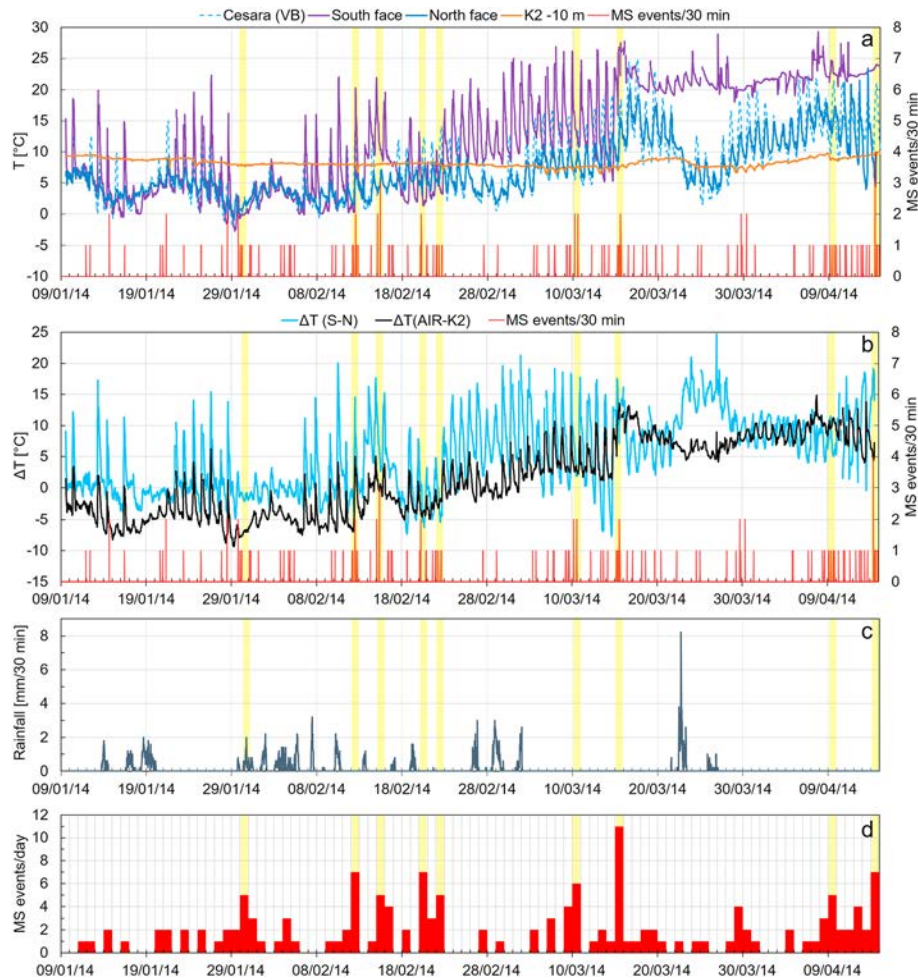 Cesara (VB) South face North face K2 -10 m MS events/30 min
a
30 25 20 15 10 5 0 -5 -10
T [°C]
8 7 6 5 4 3 2 1 0
MS events/30 min
09/01/14 19/01/14 29/01/14 08/02/14 18/02/14 28/02/14 10/03/14 20/03/14 30/03/14 09/04/14
ΔT (S-N) ΔT(AIR-K2) MS events/30 min
b
25 20 15 10 5 0 -5 -10 -15
ΔT [°C]
8 7 6 5 4 3 2 1 0
MS events/30 min
09/01/14 19/01/14 29/01/14 08/02/14 18/02/14 28/02/14 10/03/14 20/03/14 30/03/14 09/04/14
c
8 6 4 2 0
Rainfall [mm/30 min]
09/01/14 19/01/14 29/01/14 08/02/14 18/02/14 28/02/14 10/03/14 20/03/14 30/03/14 09/04/14
d
12 10 8 6 4 2 0
MS events/day
09/01/14 19/01/14 29/01/14 08/02/14 18/02/14 28/02/14 10/03/14 20/03/14 30/03/14 09/04/14